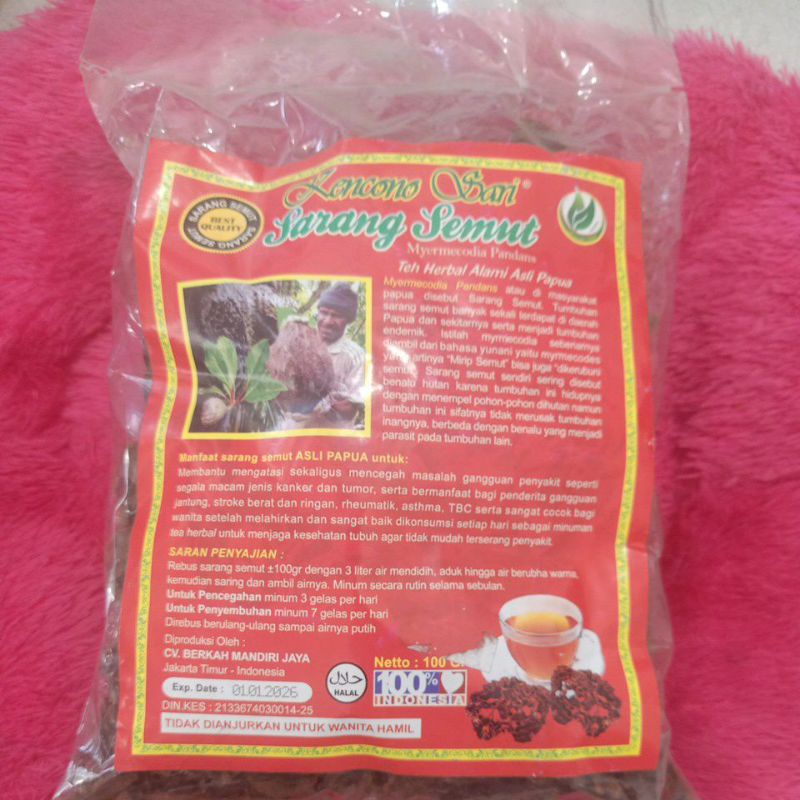 Kencono Sari®
SARANG SEMUT
BEST
QUALITY
SARANG SEMUT
Sarang Semut
Myermecodia Pandans
Teh Herbal Alami Asli Papua
Myermecodia Pandans atau di masyarakat
papua disebut Sarang Semut. Tumbuhan
sarang semut banyak sekali terdapat di daerah
Papua dan sekitarnya serta menjadi tumbuhan
endemik. Istilah myrmecodia sebenarnya
diambil dari bahasa yunani yaitu myrmecodes
yang artinya "Mirip Semut" bisa juga "dikerubuni
semut". Sarang semut sendiri sering disebut
benalu hutan karena tumbuhan ini hidupnya
dengan menempel pohon-pohon dihutan namun
tumbuhan ini sifatnya tidak merusak tumbuhan
inangnya, berbeda dengan benalu yang menjadi
parasit pada tumbuhan lain.
Manfaat sarang semut ASLI PAPUA untuk:
Membantu mengatasi sekaligus mencegah masalah gangguan penyakit seperti
segala macam jenis kanker dan tumor, serta bermanfaat bagi penderita gangguan
jantung, stroke berat dan ringan, rheumatik, asthma, TBC serta sangat cocok bagi
wanita setelah melahirkan dan sangat baik dikonsumsi setiap hari sebagai minuman
tea herbal untuk menjaga kesehatan tubuh agar tidak mudah terserang penyakit.
SARAN PENYAJIAN :
Rebus sarang semut ±100gr dengan 3 liter air mendidih, aduk hingga air berubha warna,
kemudian saring dan ambil airnya. Minum secara rutin selama sebulan.
Untuk Pencegahan minum 3 gelas per hari
Untuk Penyembuhan minum 7 gelas per hari
Direbus berulang-ulang sampai airnya putih
Diproduksi Oleh :
CV. BERKAH MANDIRI JAYA
Jakarta Timur - Indonesia
Exp. Date : 01012026
DIN.KES : 2133674030014-25
TIDAK DIANJURKAN UNTUK WANITA HAMIL
حلال
HALAL
Netto : 100
100%
INDONESIA